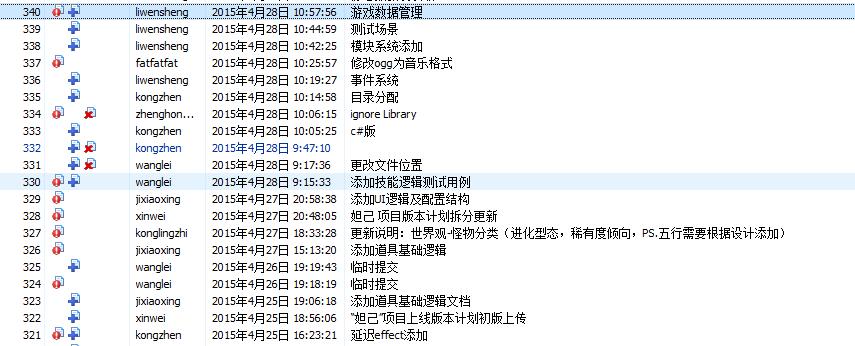 340 liwensheng 2015年4月28日 10:57:56 游戏数据管理
339 liwensheng 2015年4月28日 10:44:59 测试场景
338 liwensheng 2015年4月28日 10:42:25 模块系统添加
337 fatfatfat 2015年4月28日 10:25:57 修改ogg为音乐格式
336 liwensheng 2015年4月28日 10:19:27 事件系统
335 kongzhen 2015年4月28日 10:14:58 目录分配
334 zhenghon... 2015年4月28日 10:06:15 ignore Library
333 kongzhen 2015年4月28日 10:05:25 c#版
332 kongzhen 2015年4月28日 9:47:10
331 wanglei 2015年4月28日 9:17:36 更改文件位置
330 wanglei 2015年4月28日 9:15:33 添加技能逻辑测试用例
329 jixiaoxing 2015年4月27日 20:58:38 添加UI逻辑及配置结构
328 xinwei 2015年4月27日 20:48:05 妲己 项目版本计划拆分更新
327 konglingzhi 2015年4月27日 18:33:28 更新说明：世界观-怪物分类（进化型态，稀有度倾向，PS.五行需要根据设计添加）
326 jixiaoxing 2015年4月27日 15:13:20 添加道具基础逻辑
325 wanglei 2015年4月26日 19:19:43 临时提交
324 wanglei 2015年4月26日 19:18:19 临时提交
323 jixiaoxing 2015年4月25日 19:06:18 添加道具基础逻辑文档
322 xinwei 2015年4月25日 18:56:06 “妲己”项目上线版本计划初版上传
321 kongzhen 2015年4月25日 16:23:21 延迟effect添加